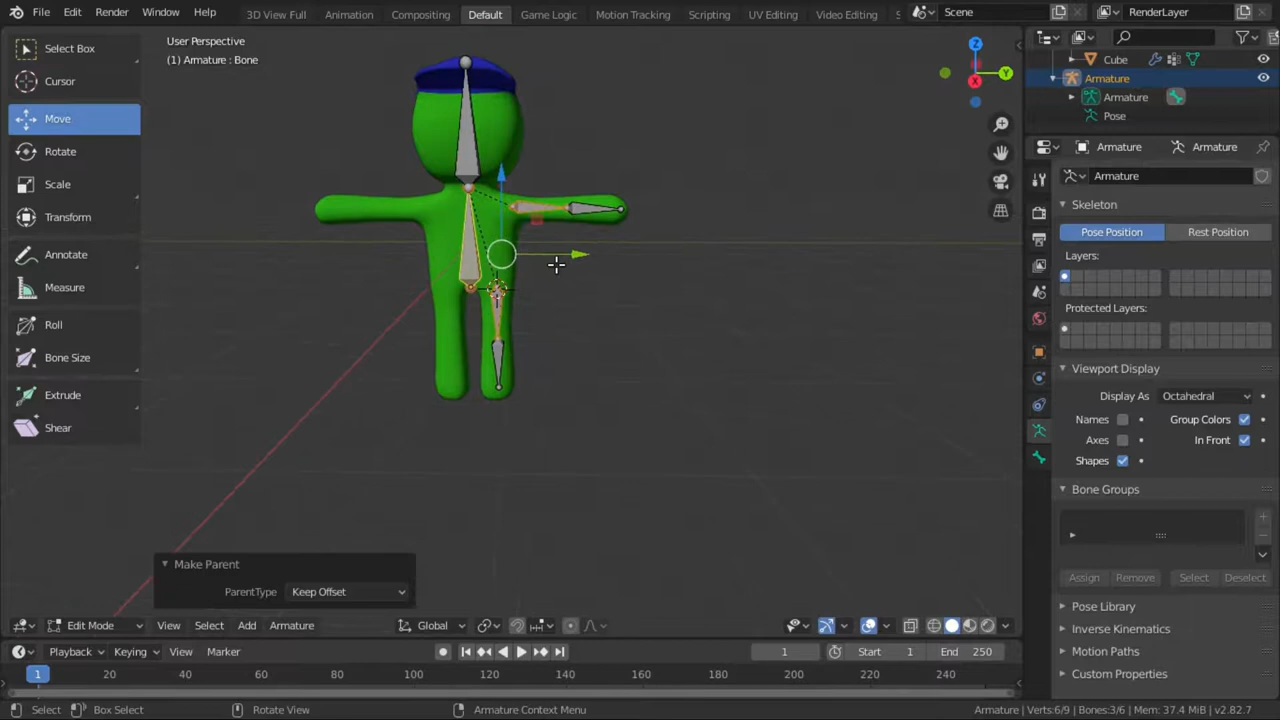 File Edit Render Window Help 3D View Full Animation Compositing Default Game Logic Motion Tracking Scripting UV Editing Video Editing S Scene RenderLayer
Select Box
Cursor
Move
Rotate
Scale
Transform
Annotate
Measure
Roll
Bone Size
Extrude
Shear
User Perspective
(1) Armature : Bone
Z
Y
X
Make Parent
ParentType Keep Offset
Edit Mode View Select Add Armature Global
Cube
Armature
Armature
Pose
Armature Armature
Armature
Skeleton
Pose Position Rest Position
Layers:
Protected Layers:
Viewport Display
Display As Octahedral
Names Group Colors
Axes In Front
Shapes
Bone Groups
Assign Remove Select Deselect
Pose Library
Inverse Kinematics
Motion Paths
Custom Properties
Playback Keying View Marker 1 Start 1 End 250
1 20 40 60 80 100 120 140 160 180 200 220 240
Select Box Select Rotate View Armature Context Menu Armature | Verts:6/9 | Bones:3/6 | Mem: 37.4 MiB | v2.82.7